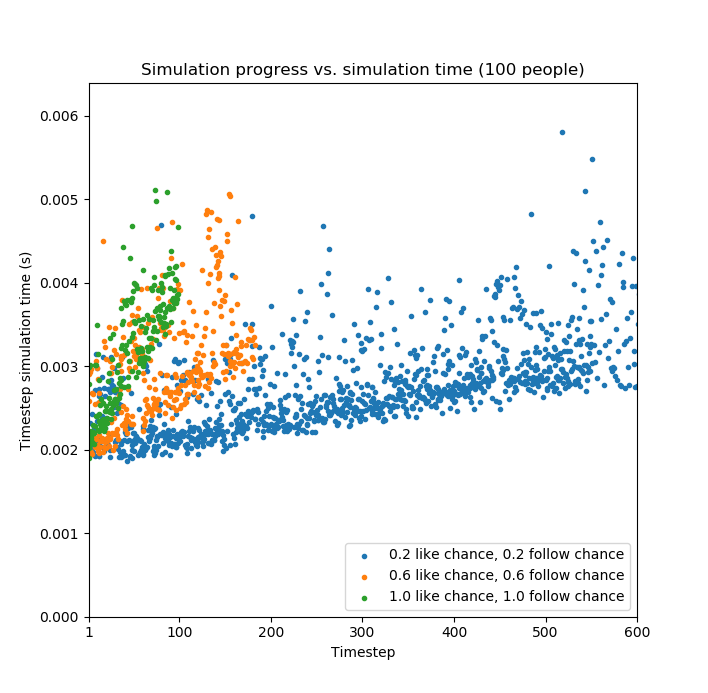 Simulation progress vs. simulation time (100 people)
Timestep simulation time (s)
0.006
0.005
0.004
0.003
0.002
0.001
0.000
0.2 like chance, 0.2 follow chance
0.6 like chance, 0.6 follow chance
1.0 like chance, 1.0 follow chance
1 100 200 300 400 500 600
Timestep